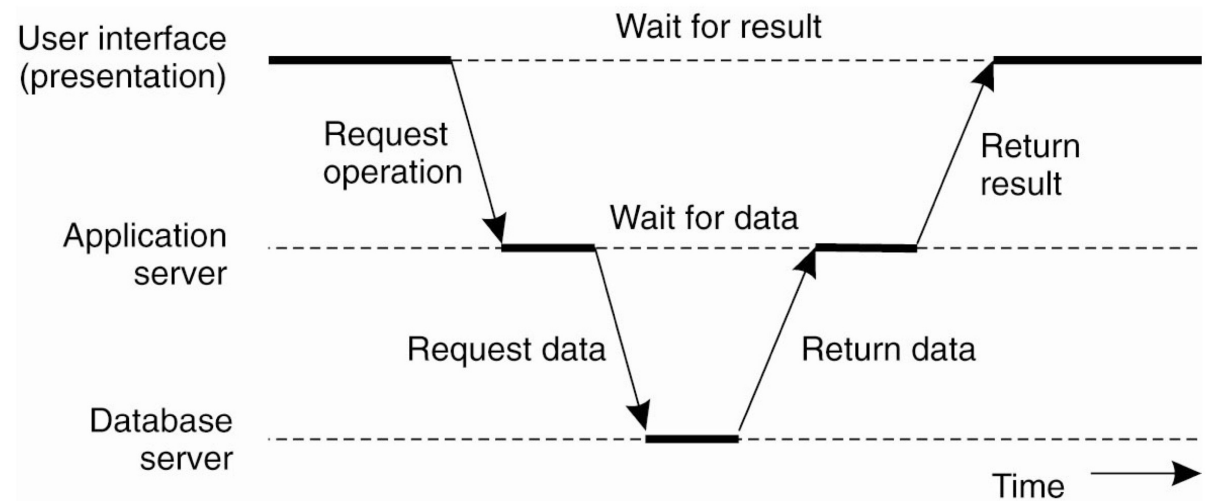 User interface
(presentation)
Wait for result
Request
operation
Return
result
Application
server
Wait for data
Request data
Return data
Database
server
Time